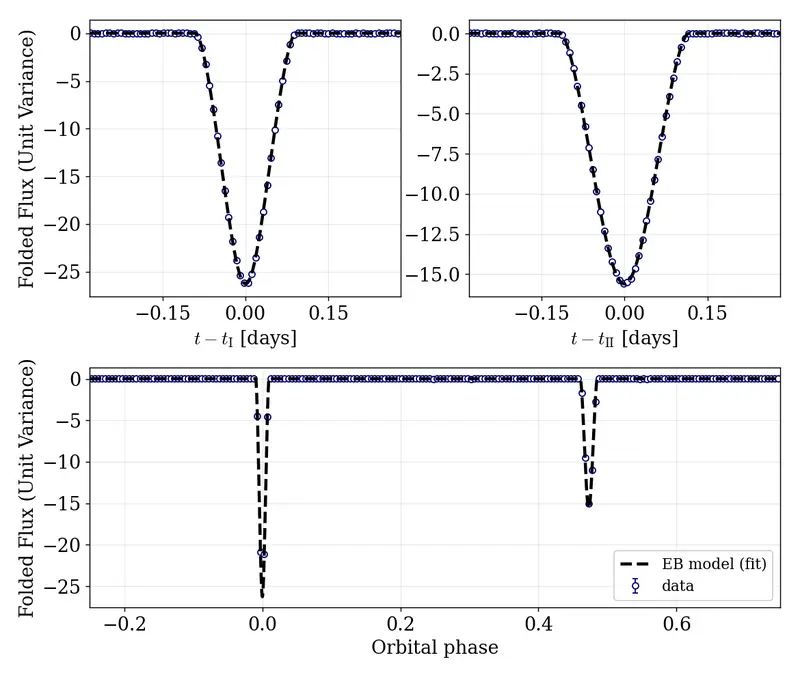 Folded Flux (Unit Variance)
0
−5
−10
−15
−20
−25
−0.15 0.00 0.15
t − tI [days]
0.0
−2.5
−5.0
−7.5
−10.0
−12.5
−15.0
−0.15 0.00 0.15
t − tII [days]
Folded Flux (Unit Variance)
0
−5
−10
−15
−20
−25
−0.2 0.0 0.2 0.4 0.6
Orbital phase
EB model (fit)
data